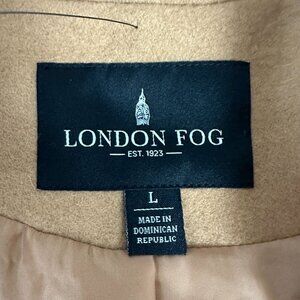 LONDON FOG
EST. 1923
L
MADE IN
DOMINICAN
REPUBLIC